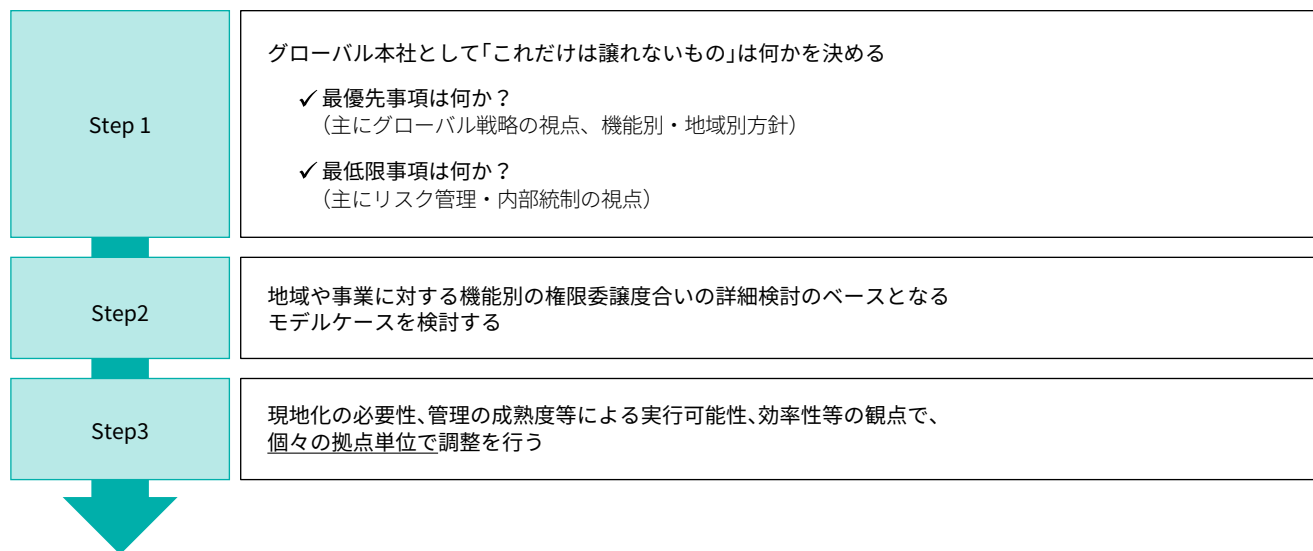 Step 1
グローバル本社として「これだけは譲れないもの」は何かを決める
✓ 最優先事項は何か？
（主にグローバル戦略の視点、機能別・地域別方針）
✓ 最低限事項は何か？
（主にリスク管理・内部統制の視点）
Step2
地域や事業に対する機能別の権限委譲度合いの詳細検討のベースとなる
モデルケースを検討する
Step3
現地化の必要性、管理の成熟度等による実行可能性、効率性等の観点で、
個々の拠点単位で調整を行う